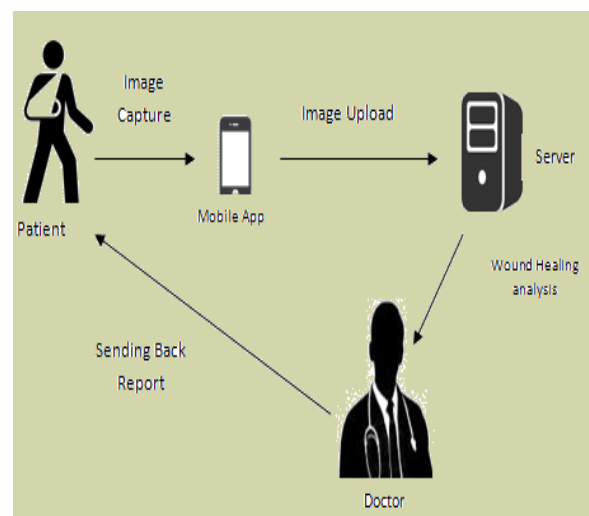 Image
Capture
Image Upload
Server
Mobile App
Patient
Wound Healing
analysis
Sending Back
Report
Doctor